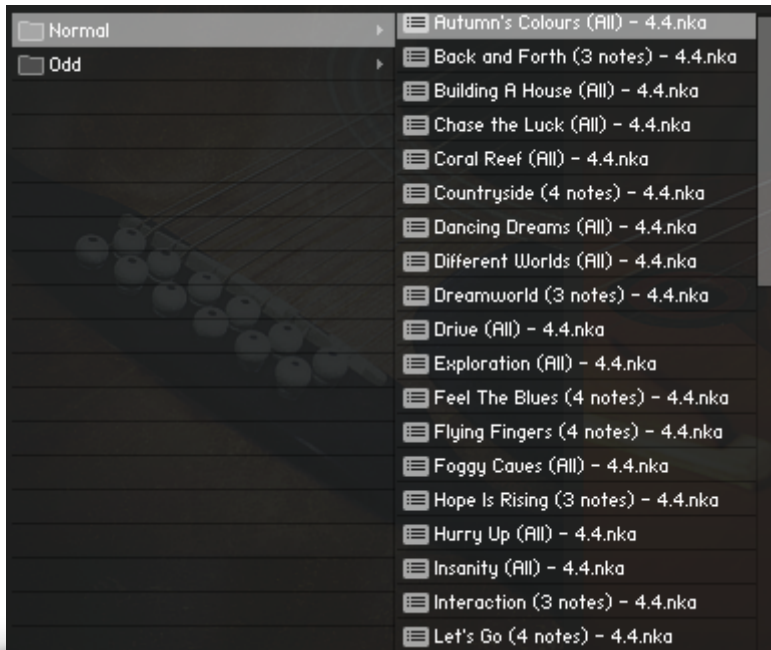 Normal
Odd
Autumn's Colours (All) - 4.4.nka
Back and Forth (3 notes) - 4.4.nka
Building A House (All) - 4.4.nka
Chase the Luck (All) - 4.4.nka
Coral Reef (All) - 4.4.nka
Countryside (4 notes) - 4.4.nka
Dancing Dreams (All) - 4.4.nka
Different Worlds (All) - 4.4.nka
Dreamworld (3 notes) - 4.4.nka
Drive (All) - 4.4.nka
Exploration (All) - 4.4.nka
Feel The Blues (4 notes) - 4.4.nka
Flying Fingers (4 notes) - 4.4.nka
Foggy Caves (All) - 4.4.nka
Hope Is Rising (3 notes) - 4.4.nka
Hurry Up (All) - 4.4.nka
Insanity (All) - 4.4.nka
Interaction (3 notes) - 4.4.nka
Let's Go (4 notes) - 4.4.nka